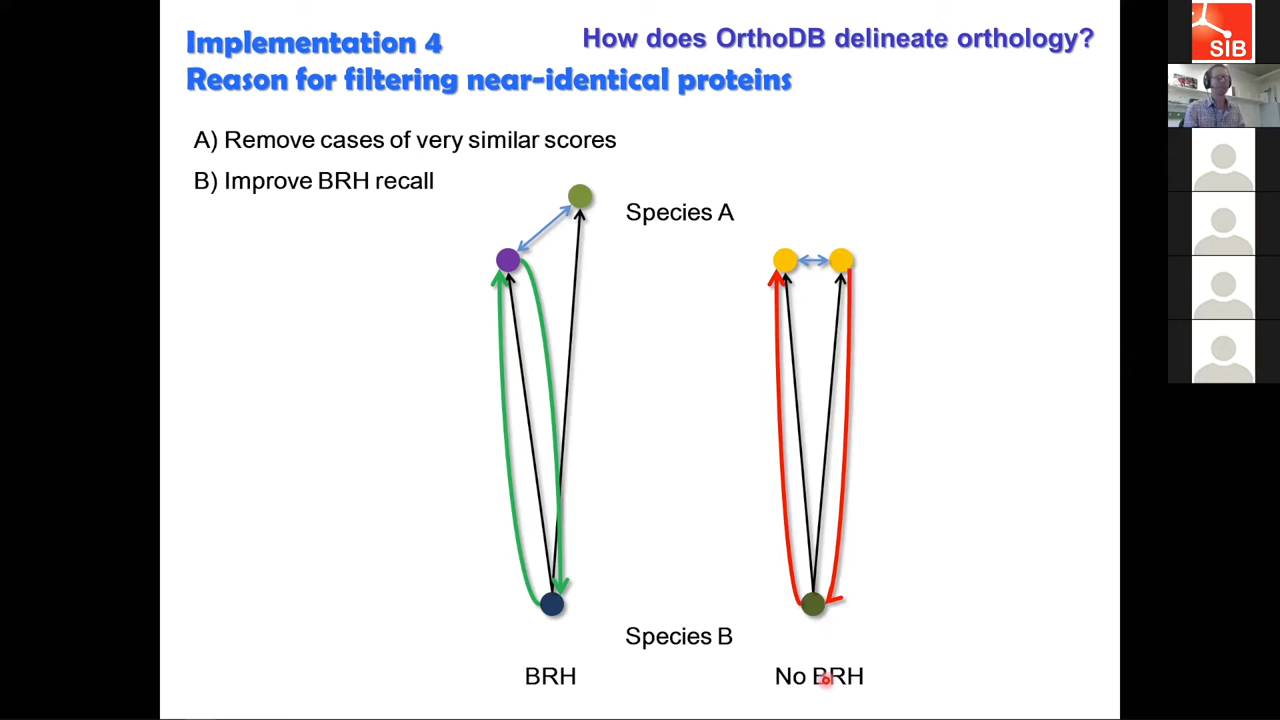 Implementation 4
How does OrthoDB delineate orthology?
Reason for filtering near-identical proteins
A) Remove cases of very similar scores
B) Improve BRH recall
Species A
Species B
BRH
No BRH
SIB